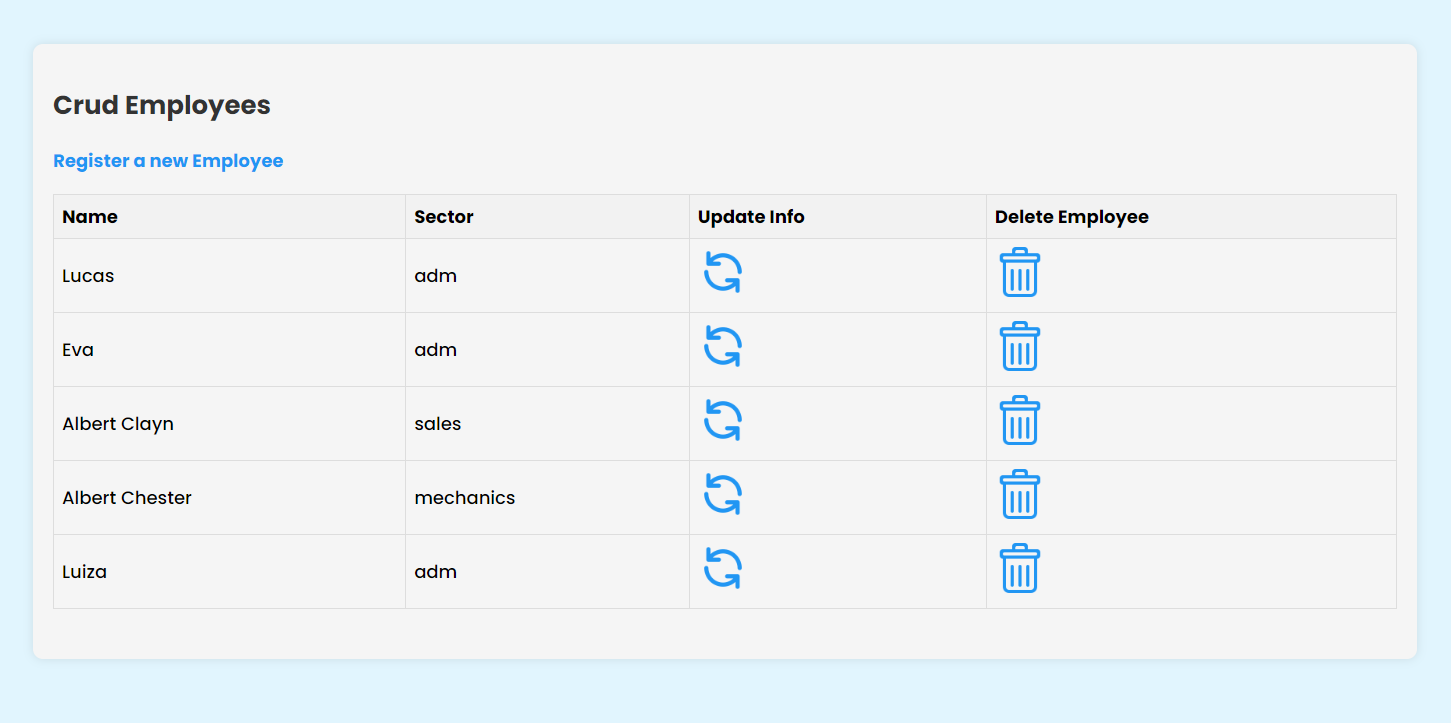 Crud Employees
Register a new Employee
Name Sector Update Info Delete Employee
Lucas adm
Eva adm
Albert Clayn sales
Albert Chester mechanics
Luiza adm